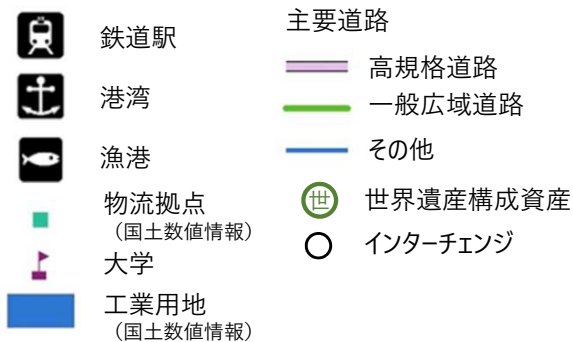 鉄道駅
港湾
漁港
物流拠点
（国土数値情報）
大学
工業用地
（国土数値情報）
主要道路
高規格道路
一般広域道路
その他
世 世界遺産構成資産
インターチェンジ